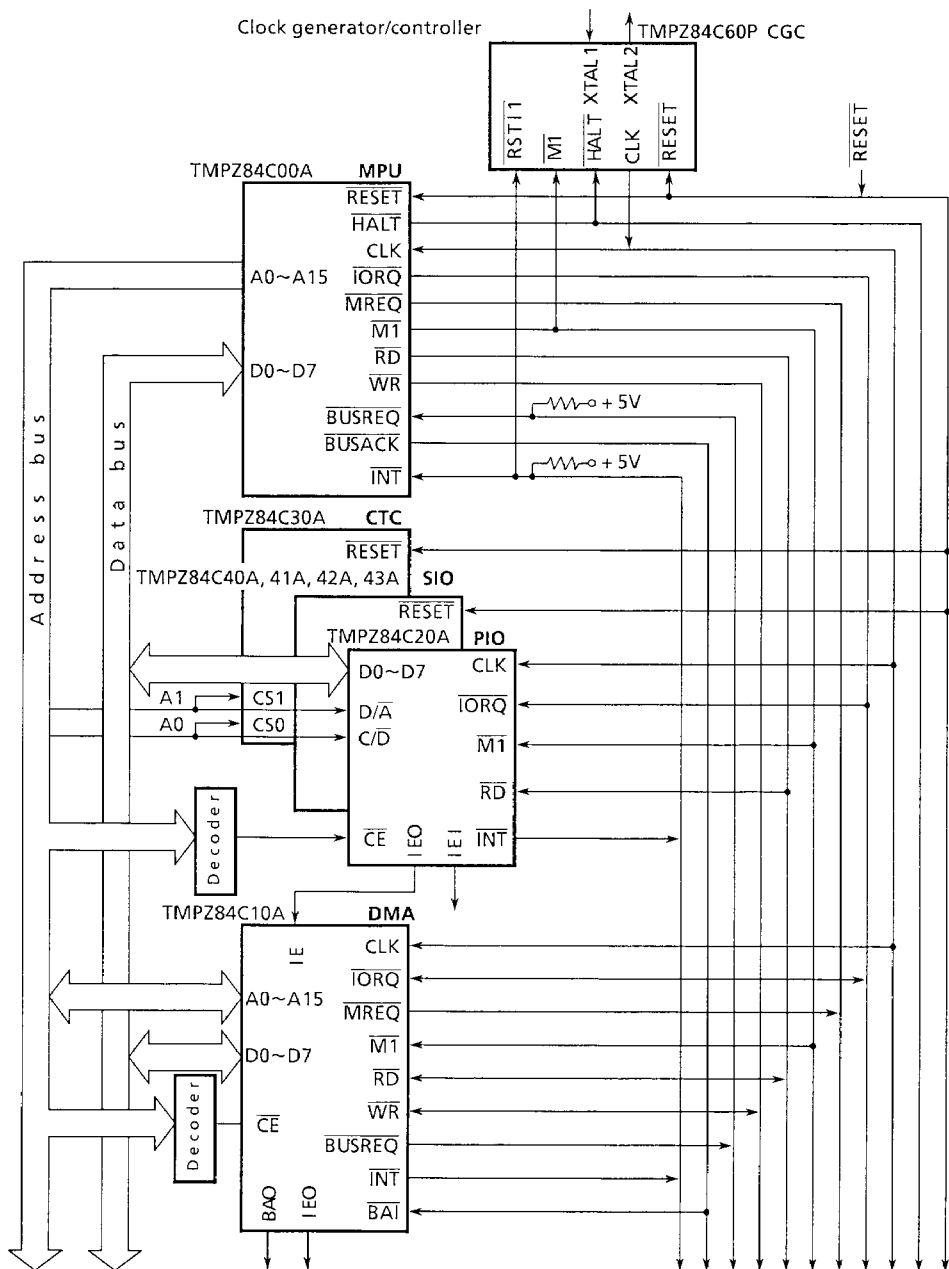 Clock generator/controller
TMPZ84C60P CGC
XTAL1
XTAL2
RSTI1
M1
HALT
CLK
RESET
RESET
TMPZ84C00A MPU
RESET
HALT
CLK
A0~A15
IORQ
MREQ
M1
D0~D7
RD
WR
BUSREQ
+5V
BUSACK
INT
+5V
Address bus
Data bus
TMPZ84C30A CTC
RESET
TMPZ84C40A, 41A, 42A, 43A SIO
RESET
TMPZ84C20A PIO
D0~D7
CLK
A1
CS1
D/A
IORQ
A0
CS0
C/D
M1
RD
Decoder
CE
IEO
IEI
INT
TMPZ84C10A DMA
IE
CLK
IORQ
A0~A15
MREQ
M1
D0~D7
RD
Decoder
CE
WR
BUSREQ
INT
BAO
IEO
BAI